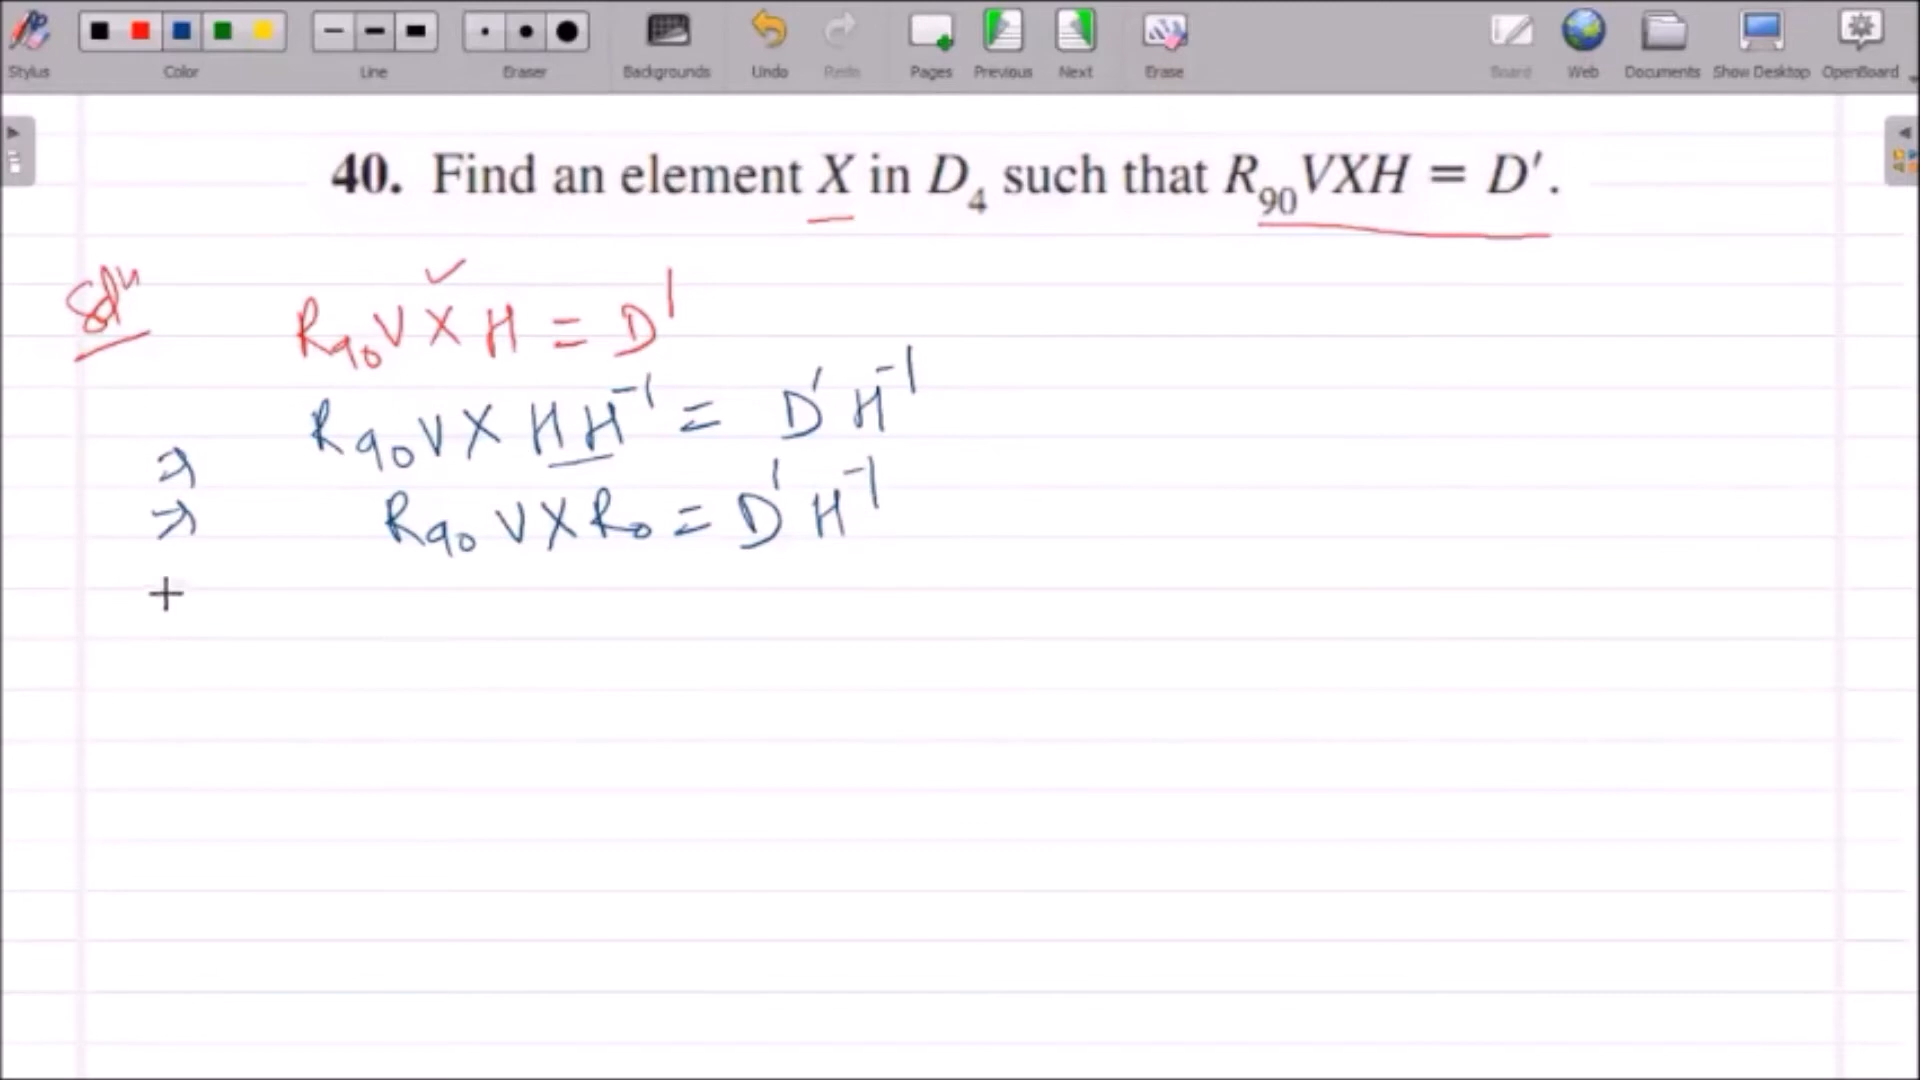 Stylus Color Line Eraser Backgrounds Undo Redo Pages Previous Next Erase Board Web Documents Show Desktop OpenBoard
40. Find an element X in D₄ such that R₉₀VXH = D′.
Solⁿ
R₉₀VXH = D′
⇒ R₉₀VXHH⁻¹ = D′H⁻¹
⇒ R₉₀VXR₀ = D′H⁻¹